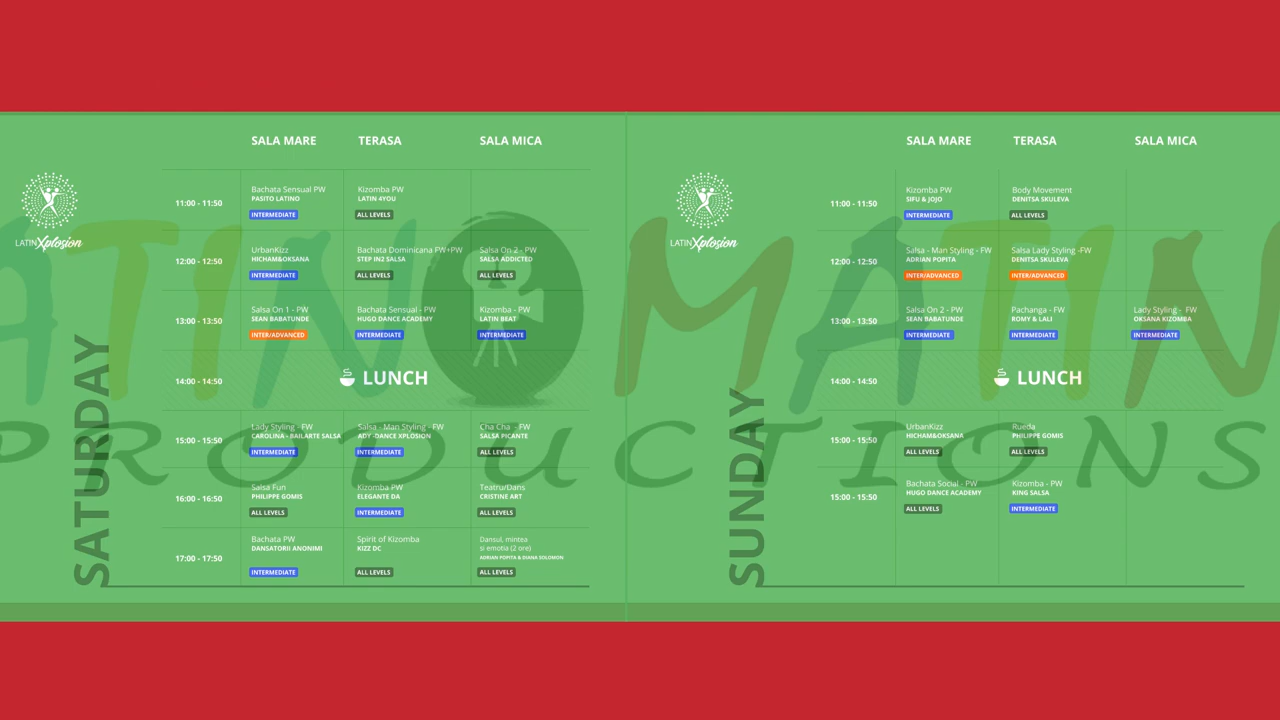 SALA MARE TERASA SALA MICA
LATINXplosion
11:00 - 11:50
Bachata Sensual PW
PASITO LATINO
INTERMEDIATE
Kizomba PW
LATIN 4YOU
ALL LEVELS
12:00 - 12:50
UrbanKizz
HICHAM&OKSANA
INTERMEDIATE
Bachata Dominicana PW+PW
STEP IN2 SALSA
ALL LEVELS
Salsa On 2 - PW
SALSA ADDICTED
ALL LEVELS
13:00 - 13:50
Salsa On 1 - PW
SEAN BABATUNDE
INTER/ADVANCED
Bachata Sensual - PW
HUGO DANCE ACADEMY
INTERMEDIATE
Kizomba - PW
LATIN BEAT
INTERMEDIATE
14:00 - 14:50
LUNCH
15:00 - 15:50
Lady Styling - FW
CAROLINA - BAILARTE SALSA
INTERMEDIATE
Salsa - Man Styling - FW
ADY -DANCE XPLOSION
INTERMEDIATE
Cha Cha - FW
SALSA PICANTE
ALL LEVELS
16:00 - 16:50
Salsa Fun
PHILIPPE GOMIS
ALL LEVELS
Kizomba PW
ELEGANTE DA
INTERMEDIATE
Teatru/Dans
CRISTINE ART
ALL LEVELS
17:00 - 17:50
Bachata PW
DANSATORII ANONIMI
INTERMEDIATE
Spirit of Kizomba
KIZZ DC
ALL LEVELS
Dansul, mintea
si emotia (2 ore)
ADRIAN POPITA & DIANA SOLOMON
ALL LEVELS
SATURDAY
SALA MARE TERASA SALA MICA
LATINXplosion
11:00 - 11:50
Kizomba PW
SIFU & JOJO
INTERMEDIATE
Body Movement
DENITSA SKULEVA
ALL LEVELS
12:00 - 12:50
Salsa - Man Styling - FW
ADRIAN POPITA
INTER/ADVANCED
Salsa Lady Styling -FW
DENITSA SKULEVA
INTER/ADVANCED
13:00 - 13:50
Salsa On 2 - PW
SEAN BABATUNDE
INTERMEDIATE
Pachanga - FW
ROMY & LALI
INTERMEDIATE
Lady Styling - FW
OKSANA KIZOMBA
INTERMEDIATE
14:00 - 14:50
LUNCH
15:00 - 15:50
UrbanKizz
HICHAM&OKSANA
ALL LEVELS
Rueda
PHILIPPE GOMIS
ALL LEVELS
15:00 - 15:50
Bachata Social - PW
HUGO DANCE ACADEMY
ALL LEVELS
Kizomba - PW
KING SALSA
INTERMEDIATE
SUNDAY
ATINO MATIN
PRODUCTIONS